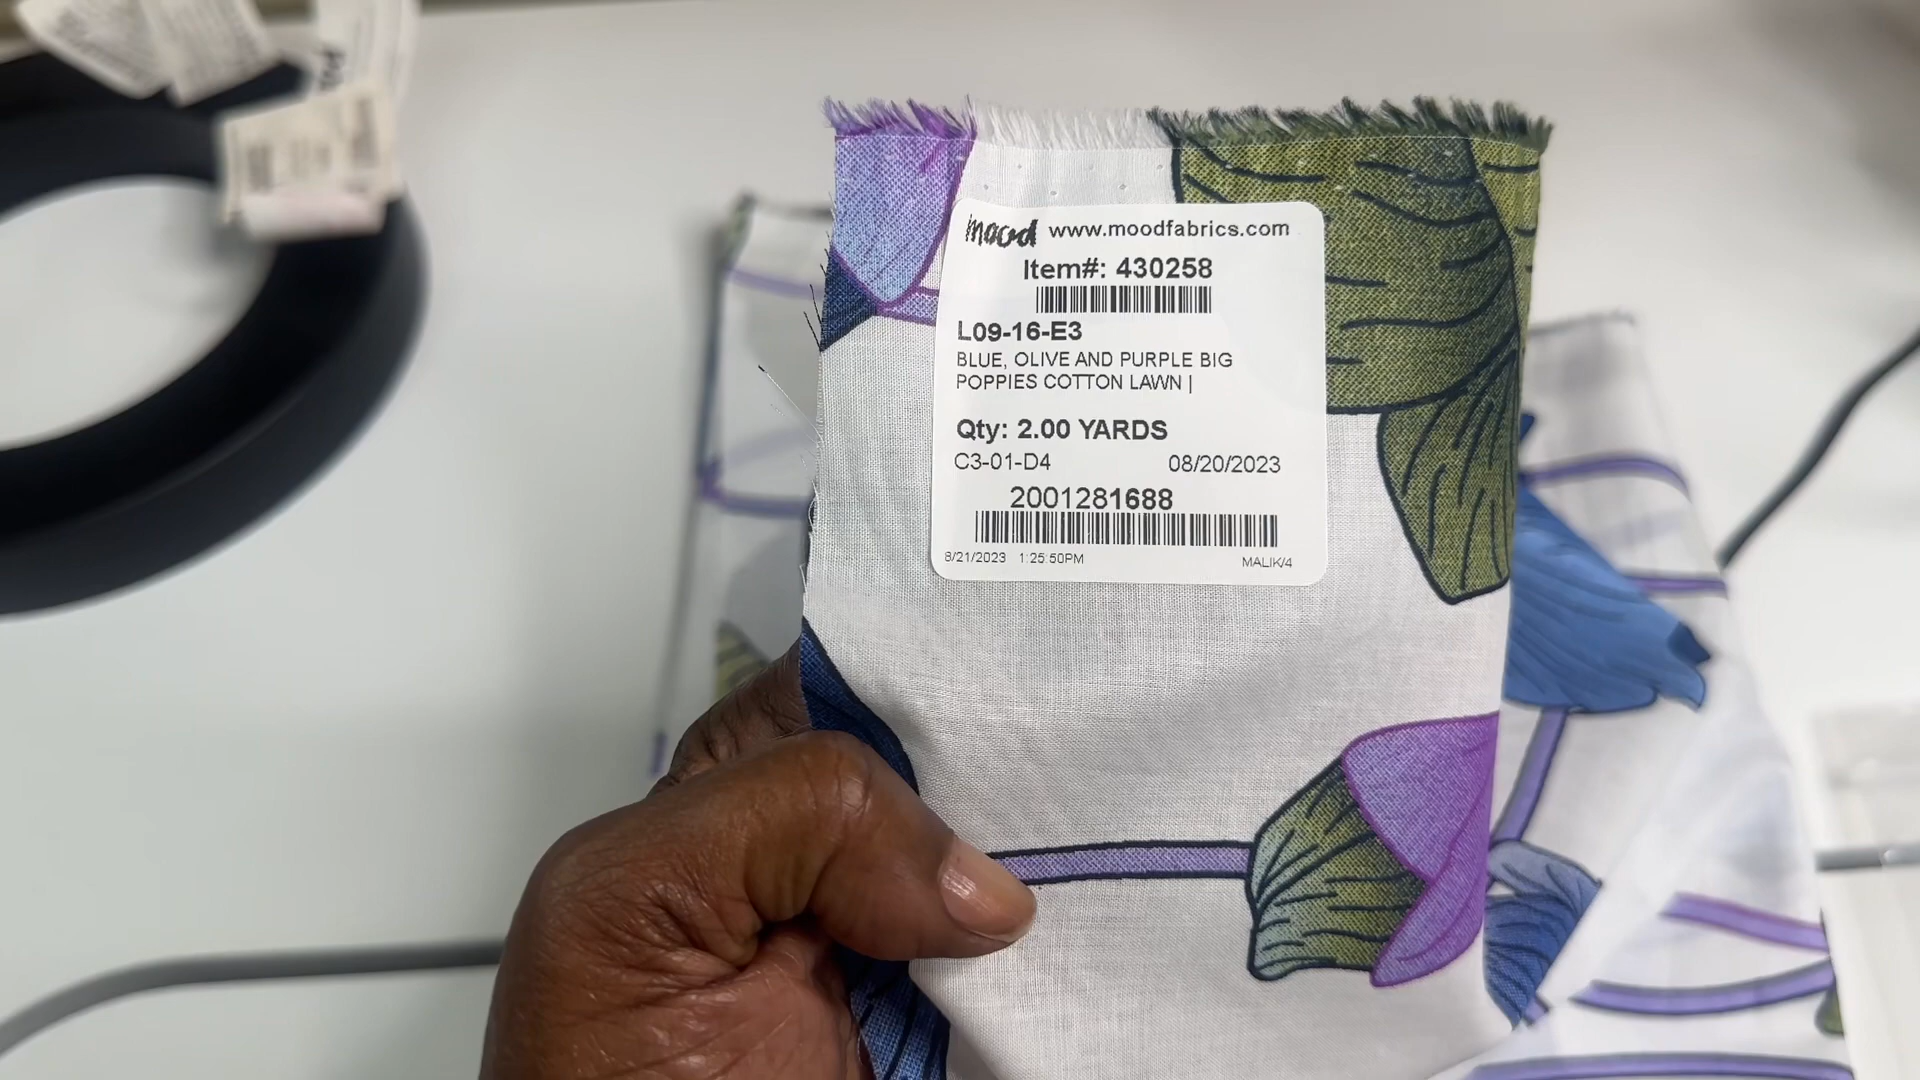 mood www.moodfabrics.com
Item#: 430258
L09-16-E3
BLUE, OLIVE AND PURPLE BIG
POPPIES COTTON LAWN |
Qty: 2.00 YARDS
C3-01-D4 08/20/2023
2001281688
8/21/2023 1:25:50PM MALIK/4